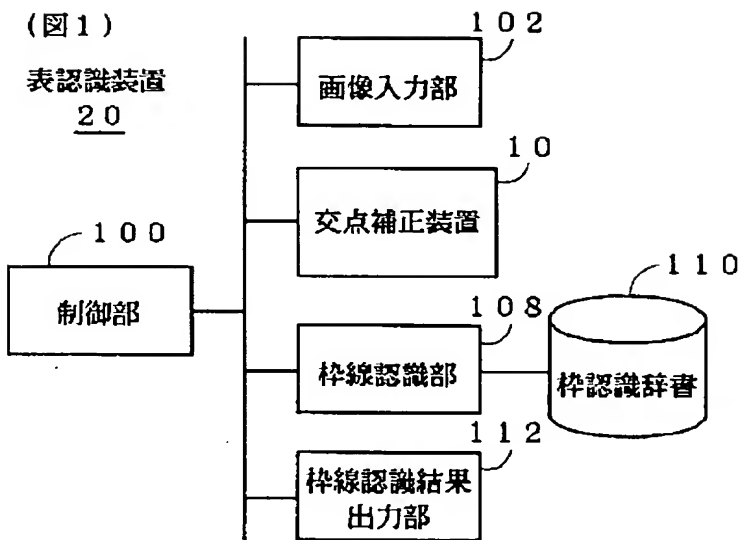 (図1)
表認識装置
20
102
画像入力部
10
交点補正装置
100
制御部
108
枠線認識部
110
枠認識辞書
112
枠線認識結果
出力部